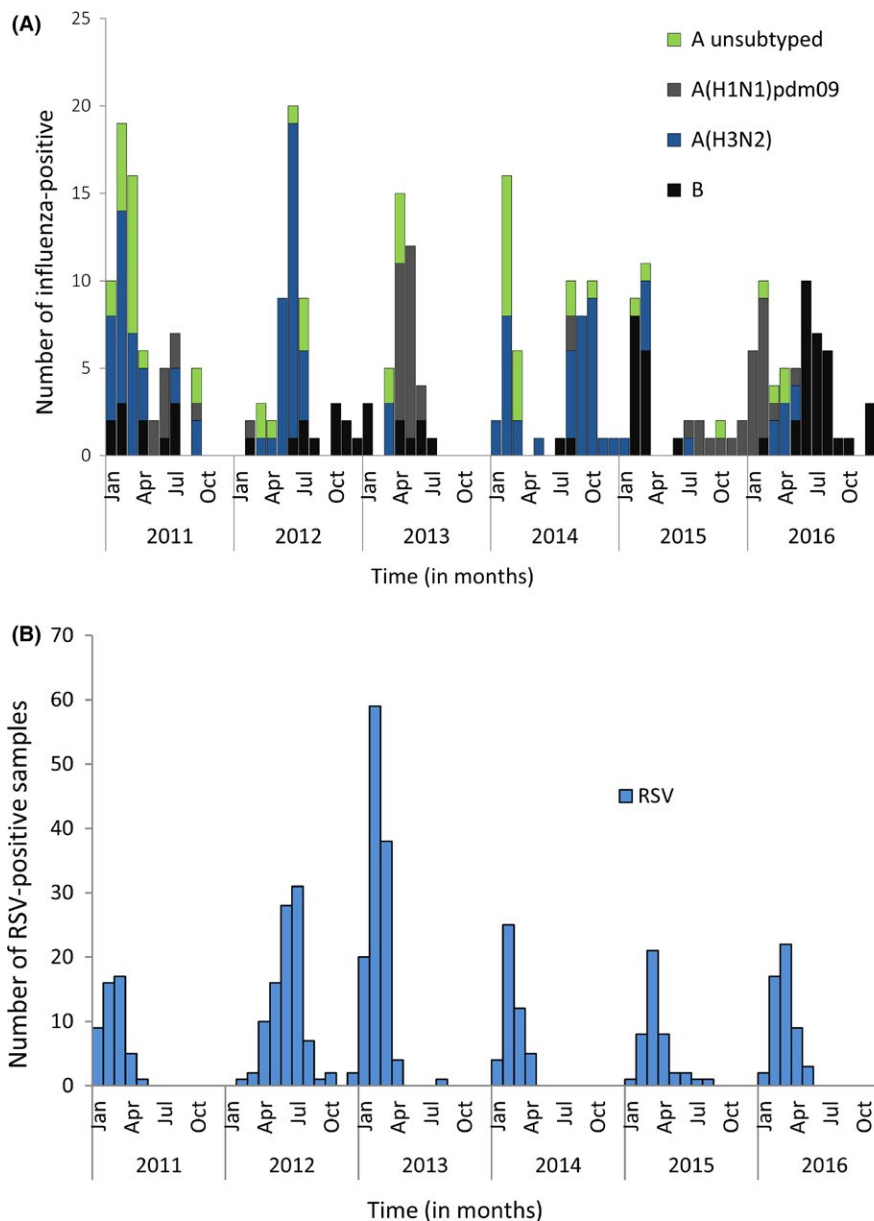 (A)
25
20
15
10
5
0
Number of influenza-positive
A unsubtyped
A(H1N1)pdm09
A(H3N2)
B
Jan Apr Jul Oct Jan Apr Jul Oct Jan Apr Jul Oct Jan Apr Jul Oct Jan Apr Jul Oct Jan Apr Jul Oct
2011 2012 2013 2014 2015 2016
Time (in months)
(B)
70
60
50
40
30
20
10
0
Number of RSV-positive samples
RSV
Jan Apr Jul Oct Jan Apr Jul Oct Jan Apr Jul Oct Jan Apr Jul Oct Jan Apr Jul Oct Jan Apr Jul Oct
2011 2012 2013 2014 2015 2016
Time (in months)